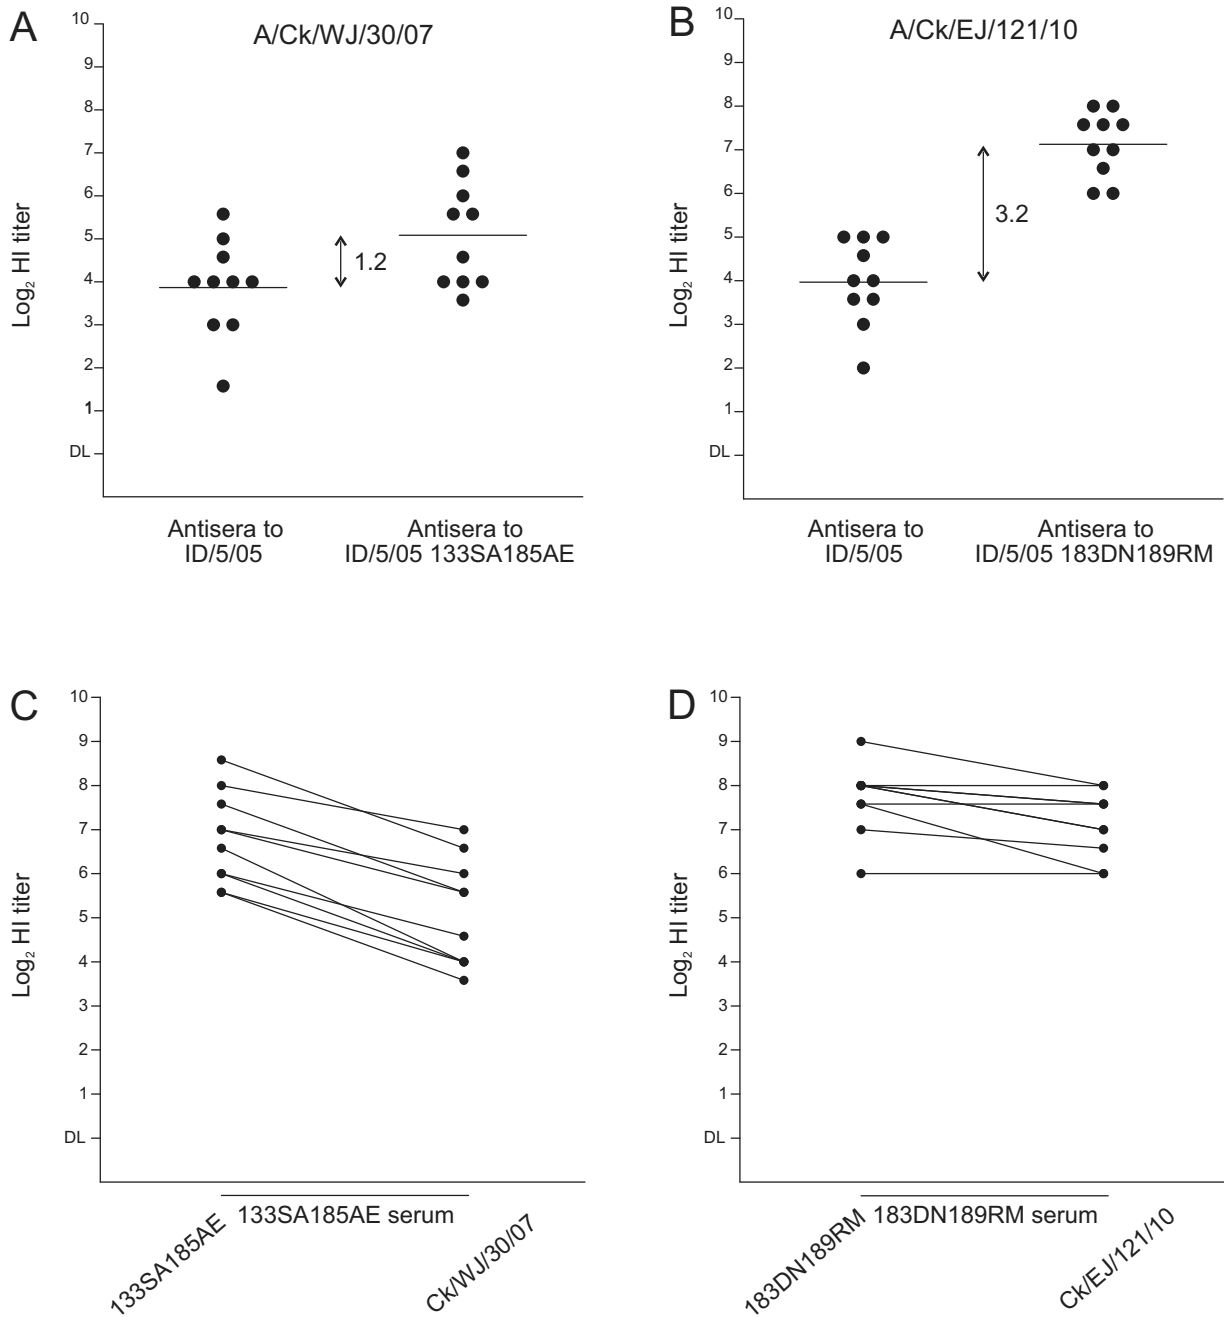 A
A/Ck/WJ/30/07
10
9
8
7
6
5
4
3
2
1
DL
Log2 HI titer
1.2
Antisera to
ID/5/05
Antisera to
ID/5/05 133SA185AE
B
A/Ck/EJ/121/10
10
9
8
7
6
5
4
3
2
1
DL
Log2 HI titer
3.2
Antisera to
ID/5/05
Antisera to
ID/5/05 183DN189RM
C
10
9
8
7
6
5
4
3
2
1
DL
Log2 HI titer
133SA185AE serum
133SA185AE
Ck/WJ/30/07
D
10
9
8
7
6
5
4
3
2
1
DL
Log2 HI titer
183DN189RM serum
183DN189RM
Ck/EJ/121/10